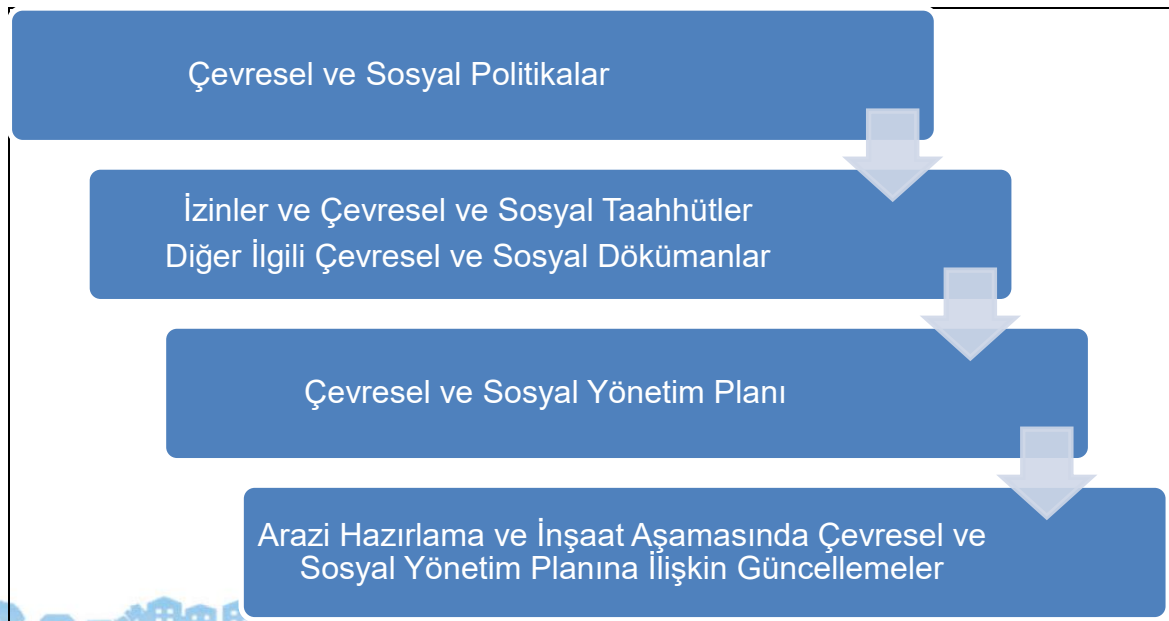 Çevresel ve Sosyal Politikalar
İzinler ve Çevresel ve Sosyal Taahhütler
Diğer İlgili Çevresel ve Sosyal Dökümanlar
Çevresel ve Sosyal Yönetim Planı
Arazi Hazırlama ve İnşaat Aşamasında Çevresel ve
Sosyal Yönetim Planına İlişkin Güncellemeler